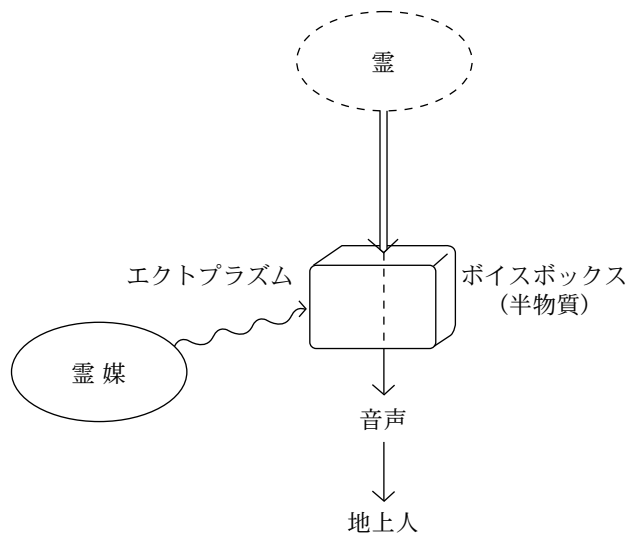 霊
エクトプラズム
ボイスボックス
（半物質）
霊 媒
音声
地上人